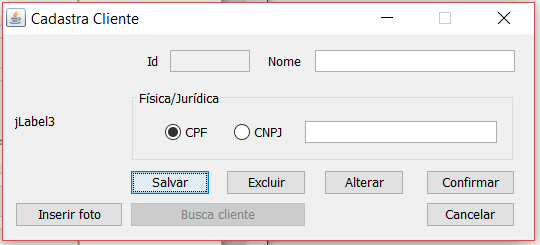 Cadastra Cliente
Id Nome
Física/Jurídica
jLabel3
CPF CNPJ
Salvar Excluir Alterar Confirmar
Inserir foto Busca cliente Cancelar